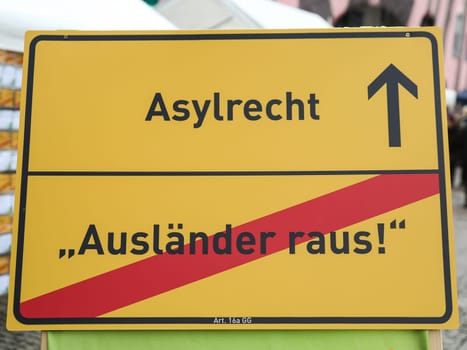 Asylrecht
„Ausländer raus!“
Art. 16a GG